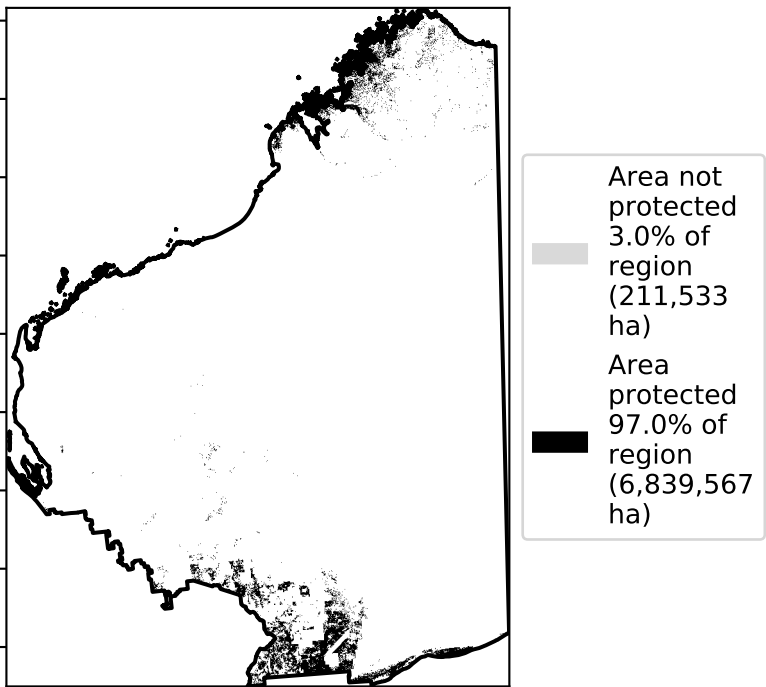 Area not
protected
3.0% of
region
(211,533
ha)
Area
protected
97.0% of
region
(6,839,567
ha)